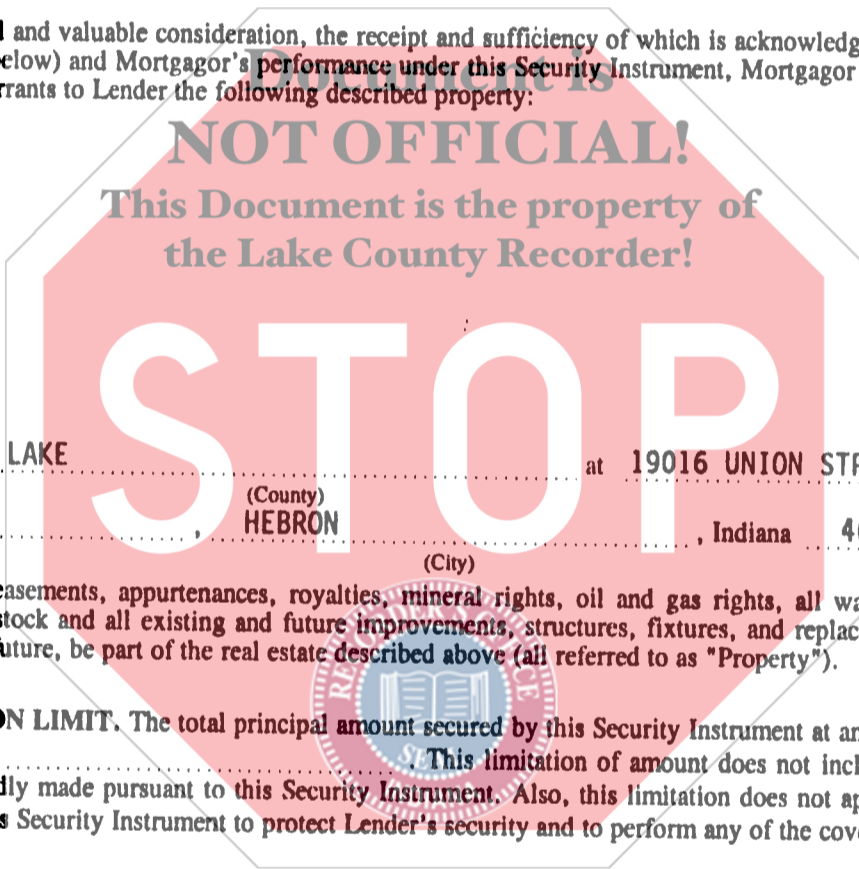 l and valuable consideration, the receipt and sufficiency of which is acknowledg
elow) and Mortgagor's performance under this Security Instrument, Mortgagor
rrants to Lender the following described property:
Document is
NOT OFFICIAL!
This Document is the property of
the Lake County Recorder!
STOP
LAKE at 19016 UNION STR
(County)
, HEBRON , Indiana 4
(City)
easements, appurtenances, royalties, mineral rights, oil and gas rights, all wa
stock and all existing and future improvements, structures, fixtures, and replac
uture, be part of the real estate described above (all referred to as "Property").
ON LIMIT. The total principal amount secured by this Security Instrument at an
. This limitation of amount does not incl
dly made pursuant to this Security Instrument. Also, this limitation does not ap
s Security Instrument to protect Lender's security and to perform any of the cove
SEAL